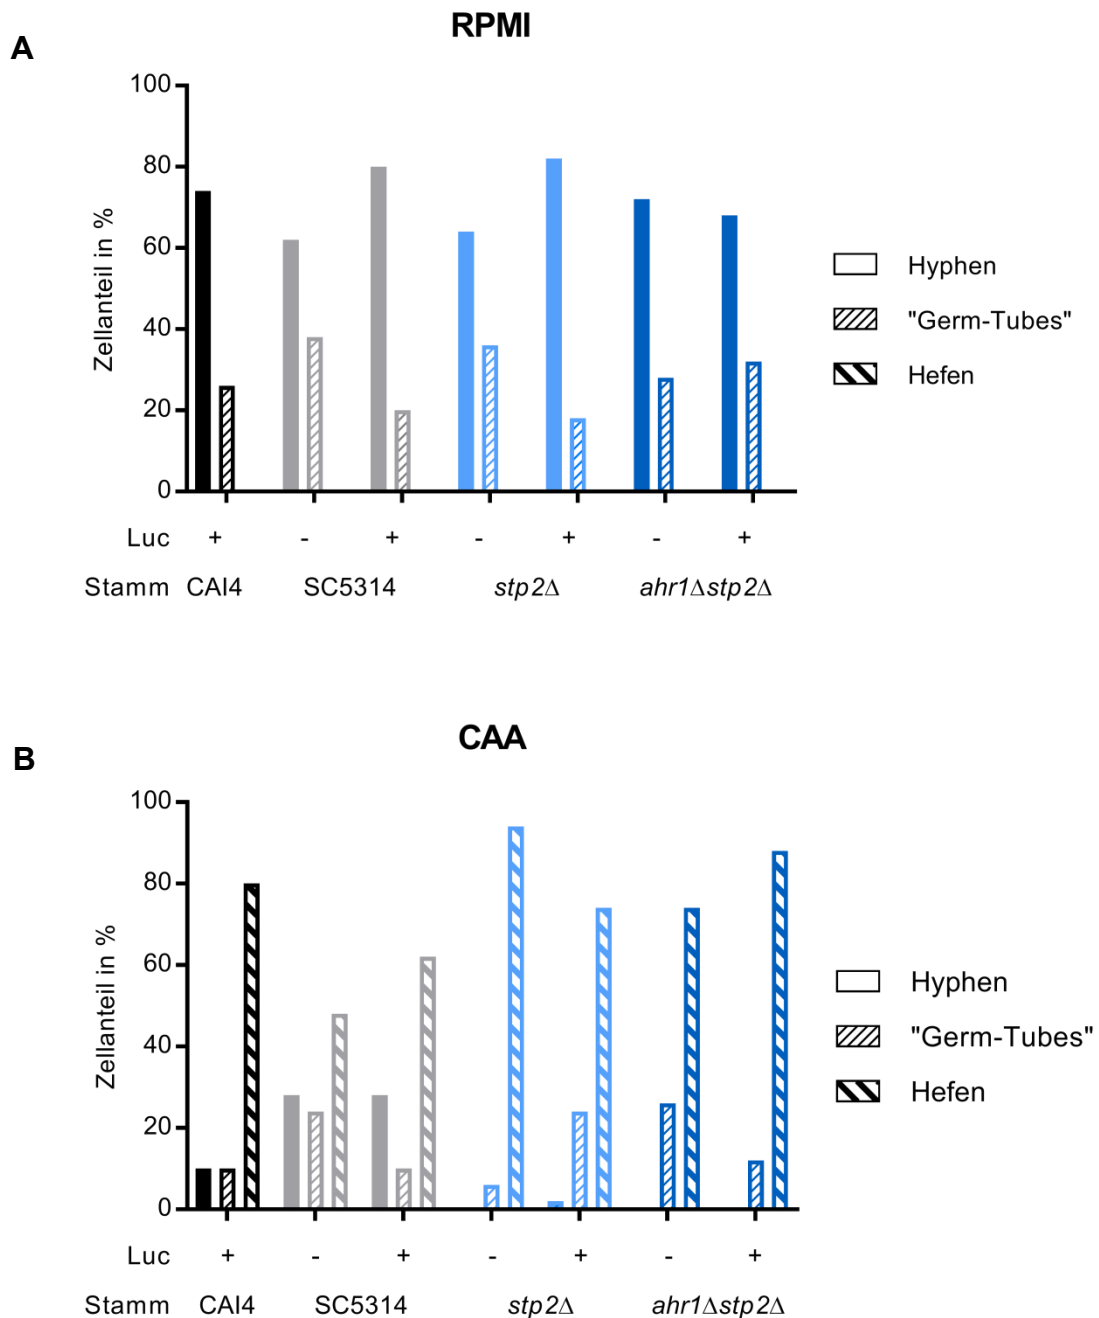 RPMI
A
100
80
60
40
20
0
Zellanteil in %
Hyphen
"Germ-Tubes"
Hefen
Luc + - + - + - +
Stamm CAI4 SC5314 stp2Δ ahr1Δstp2Δ
CAA
B
100
80
60
40
20
0
Zellanteil in %
Hyphen
"Germ-Tubes"
Hefen
Luc + - + - + - +
Stamm CAI4 SC5314 stp2Δ ahr1Δstp2Δ